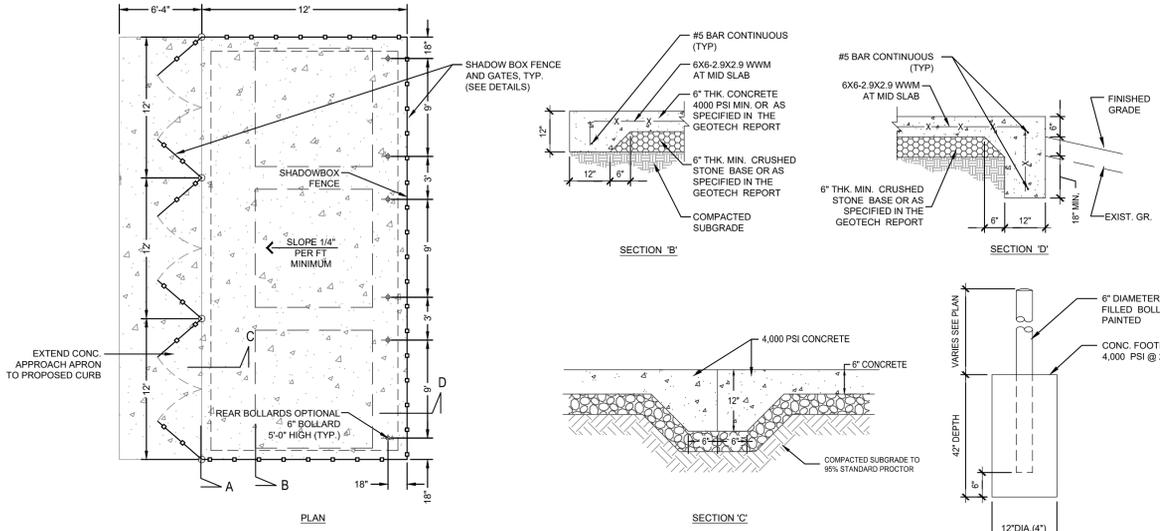 6'-4"
12'
12'
12'
12'
18"
9'
3'
9'
3'
9'
18"
18"
SHADOW BOX FENCE
AND GATES, TYP.
(SEE DETAILS)
SHADOWBOX
FENCE
SLOPE 1/4"
PER FT
MINIMUM
EXTEND CONC.
APPROACH APRON
TO PROPOSED CURB
REAR BOLLARDS OPTIONAL
6" BOLLARD
5'-0" HIGH (TYP.)
A
B
C
D
PLAN
#5 BAR CONTINUOUS
(TYP)
6X6-2.9X2.9 WWM
AT MID SLAB
6" THK. CONCRETE
4000 PSI MIN. OR AS
SPECIFIED IN THE
GEOTECH REPORT
6" THK. MIN. CRUSHED
STONE BASE OR AS
SPECIFIED IN THE
GEOTECH REPORT
COMPACTED
SUBGRADE
12"
12"
6"
X X X
SECTION 'B'
#5 BAR CONTINUOUS
(TYP)
6X6-2.9X2.9 WWM
AT MID SLAB
6" THK. MIN. CRUSHED
STONE BASE OR AS
SPECIFIED IN THE
GEOTECH REPORT
FINISHED
GRADE
EXIST. GR.
6"
18" MIN.
6"
12"
X X X
X
SECTION 'D'
4,000 PSI CONCRETE
6" CONCRETE
12"
6"
6"
COMPACTED SUBGRADE TO
95% STANDARD PROCTOR
SECTION 'C'
VARIES SEE PLAN
42" DEPTH
6"
6" DIAMETER
FILLED BOLL
PAINTED
CONC. FOOT
4,000 PSI @
12"DIA.(4")